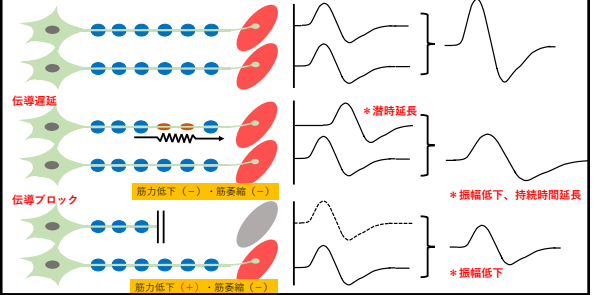 伝導遅延
＊潜時延長
筋力低下（－）・筋萎縮（－）
＊振幅低下、持続時間延長
伝導ブロック
＊振幅低下
筋力低下（＋）・筋萎縮（－）